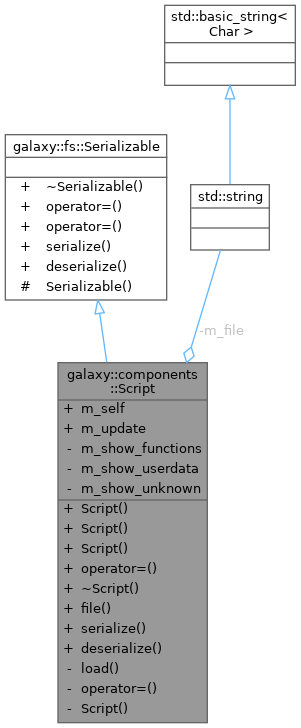 std::basic_string<
Char >
galaxy::fs::Serializable
+ ~Serializable()
+ operator=()
+ operator=()
+ serialize()
+ deserialize()
# Serializable()
std::string
-m_file
galaxy::components
::Script
+ m_self
+ m_update
- m_show_functions
- m_show_userdata
- m_show_unknown
+ Script()
+ Script()
+ Script()
+ operator=()
+ ~Script()
+ file()
+ serialize()
+ deserialize()
- load()
- operator=()
- Script()